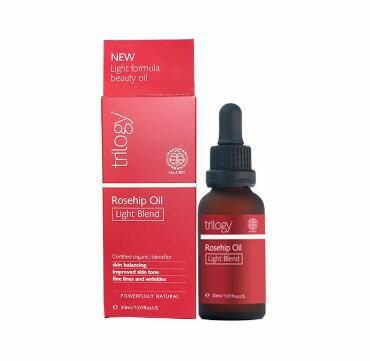 NEW
Light formula
beauty oil
trilogy
Rosehip Oil
Light Blend
Certified organic blend for
skin balancing
improved skin tone
fine lines and wrinkles
POWERFULLY NATURAL
℮ 30ml/1.01fl.oz.US
trilogy
Rosehip Oil
Light Blend
℮ 30ml/1.01fl.oz.US